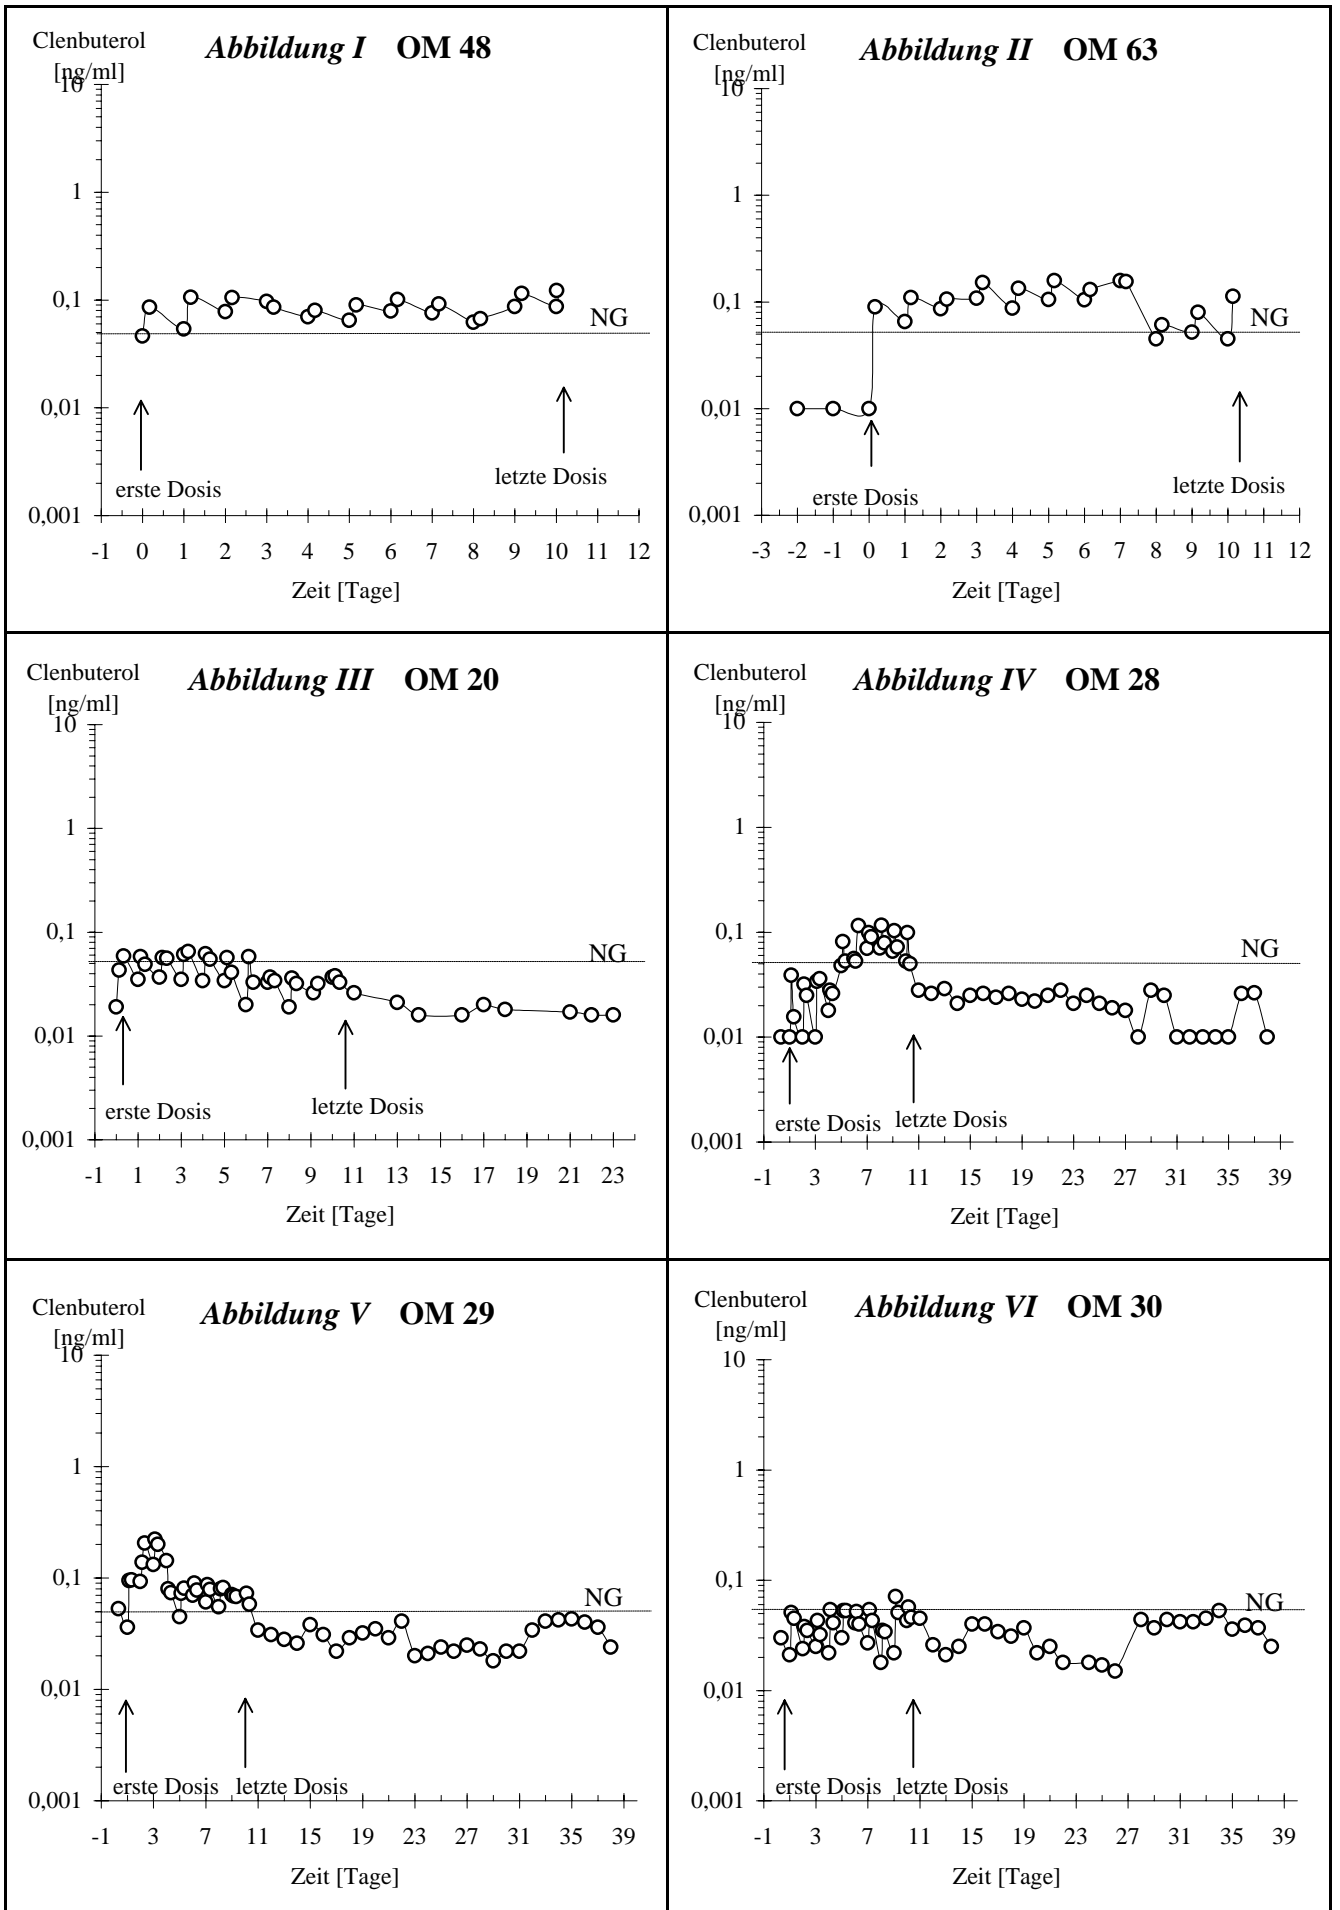 Clenbuterol
[ng/ml]
Abbildung I OM 48
10
1
0,1
0,01
0,001
NG
erste Dosis
letzte Dosis
-1 0 1 2 3 4 5 6 7 8 9 10 11 12
Zeit [Tage]
Clenbuterol
[ng/ml]
Abbildung II OM 63
10
1
0,1
0,01
0,001
NG
erste Dosis
letzte Dosis
-3 -2 -1 0 1 2 3 4 5 6 7 8 9 10 11 12
Zeit [Tage]
Clenbuterol
[ng/ml]
Abbildung III OM 20
10
1
0,1
0,01
0,001
NG
erste Dosis
letzte Dosis
-1 1 3 5 7 9 11 13 15 17 19 21 23
Zeit [Tage]
Clenbuterol
[ng/ml]
Abbildung IV OM 28
10
1
0,1
0,01
0,001
NG
erste Dosis
letzte Dosis
-1 3 7 11 15 19 23 27 31 35 39
Zeit [Tage]
Clenbuterol
[ng/ml]
Abbildung V OM 29
10
1
0,1
0,01
0,001
NG
erste Dosis
letzte Dosis
-1 3 7 11 15 19 23 27 31 35 39
Zeit [Tage]
Clenbuterol
[ng/ml]
Abbildung VI OM 30
10
1
0,1
0,01
0,001
NG
erste Dosis
letzte Dosis
-1 3 7 11 15 19 23 27 31 35 39
Zeit [Tage]